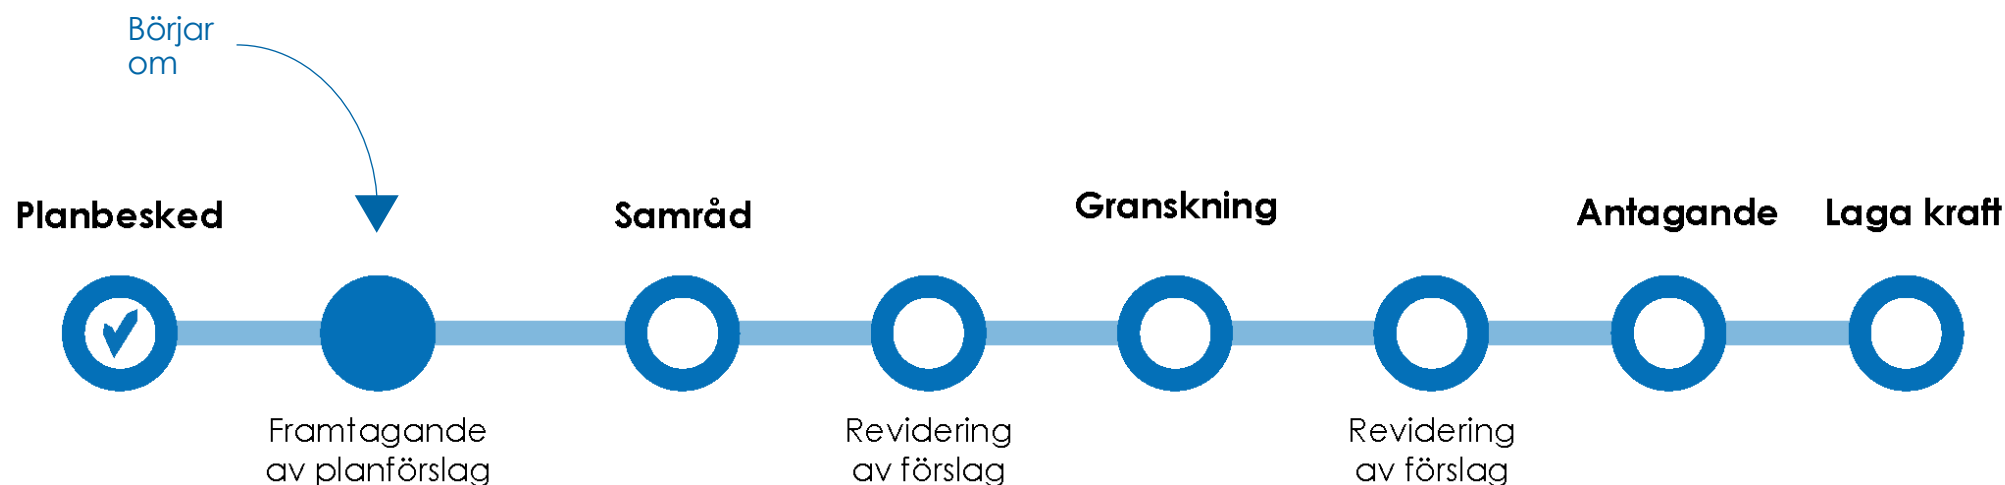 Börjar
om
Planbesked
Samråd
Granskning
Antagande
Laga kraft
Framtagande
av planförslag
Revidering
av förslag
Revidering
av förslag